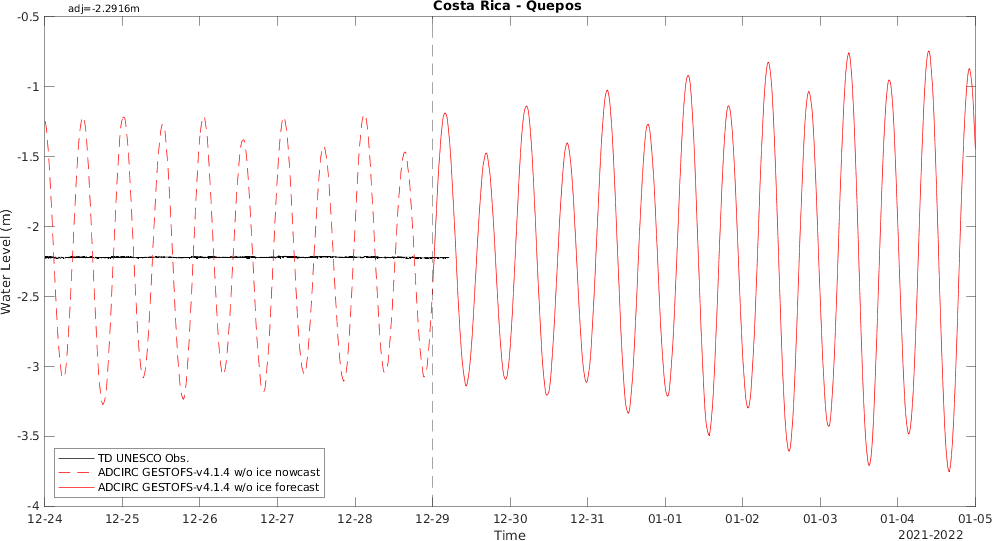 adj=-2.2916m
Costa Rica - Quepos
Water Level (m)
-0.5
-1
-1.5
-2
-2.5
-3
-3.5
-4
TD UNESCO Obs.
ADCIRC GESTOFS-v4.1.4 w/o ice nowcast
ADCIRC GESTOFS-v4.1.4 w/o ice forecast
12-24 12-25 12-26 12-27 12-28 12-29 12-30 12-31 01-01 01-02 01-03 01-04 01-05
Time
2021-2022